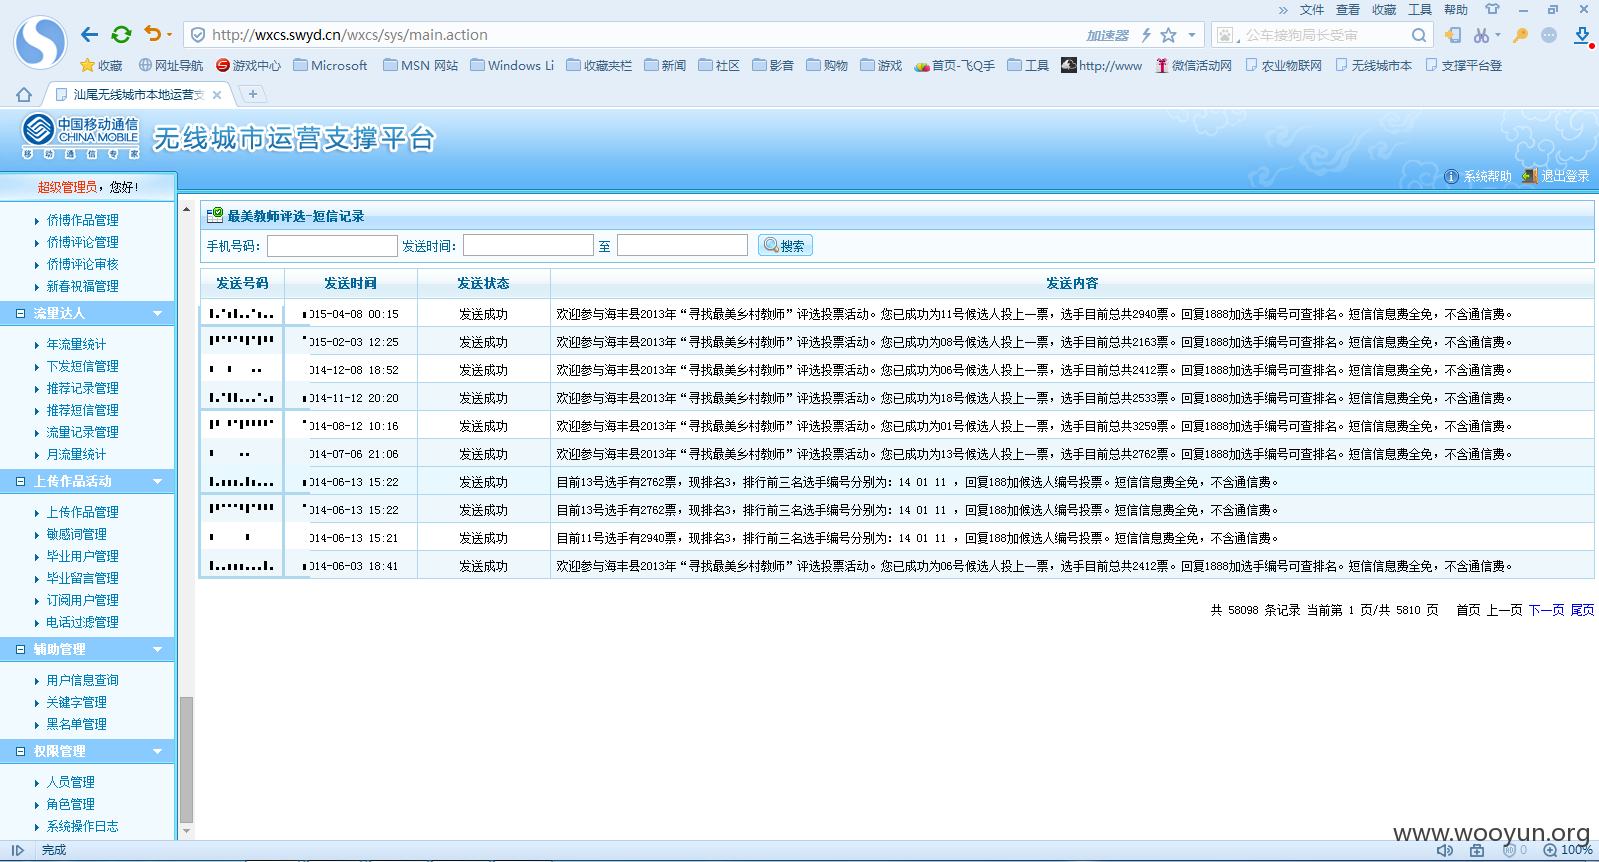 » 文件 查看 收藏 工具 帮助
http://wxcs.swyd.cn/wxcs/sys/main.action 加速器 公车接狗局长受审
收藏 网址导航 游戏中心 Microsoft MSN 网站 Windows Li 收藏夹栏 新闻 社区 影音 购物 游戏 首页-飞Q手 工具 http://www 微信活动网 农业物联网 无线城市本 支撑平台登
汕尾无线城市本地运营支
中国移动通信
CHINA MOBILE
移动通信专家
无线城市运营支撑平台
系统帮助 退出登录
超级管理员，您好!
侨博作品管理
侨博评论管理
侨博评论审核
新春祝福管理
流量达人
年流量统计
下发短信管理
推荐记录管理
推荐短信管理
流量记录管理
月流量统计
上传作品活动
上传作品管理
敏感词管理
毕业用户管理
毕业留言管理
订阅用户管理
电话过滤管理
辅助管理
用户信息查询
关键字管理
黑名单管理
权限管理
人员管理
角色管理
系统操作日志
最美教师评选-短信记录
手机号码： 发送时间： 至 搜索
发送号码 发送时间 发送状态 发送内容
015-04-08 00:15 发送成功 欢迎参与海丰县2013年“寻找最美乡村教师”评选投票活动。您已成功为11号候选人投上一票，选手目前总共2940票。回复1888加选手编号可查排名。短信信息费全免，不含通信费。
015-02-03 12:25 发送成功 欢迎参与海丰县2013年“寻找最美乡村教师”评选投票活动。您已成功为08号候选人投上一票，选手目前总共2163票。回复1888加选手编号可查排名。短信信息费全免，不含通信费。
014-12-08 18:52 发送成功 欢迎参与海丰县2013年“寻找最美乡村教师”评选投票活动。您已成功为06号候选人投上一票，选手目前总共2412票。回复1888加选手编号可查排名。短信信息费全免，不含通信费。
014-11-12 20:20 发送成功 欢迎参与海丰县2013年“寻找最美乡村教师”评选投票活动。您已成功为18号候选人投上一票，选手目前总共2533票。回复1888加选手编号可查排名。短信信息费全免，不含通信费。
014-08-12 10:16 发送成功 欢迎参与海丰县2013年“寻找最美乡村教师”评选投票活动。您已成功为01号候选人投上一票，选手目前总共3259票。回复1888加选手编号可查排名。短信信息费全免，不含通信费。
014-07-06 21:06 发送成功 欢迎参与海丰县2013年“寻找最美乡村教师”评选投票活动。您已成功为13号候选人投上一票，选手目前总共2762票。回复1888加选手编号可查排名。短信信息费全免，不含通信费。
014-06-13 15:22 发送成功 目前13号选手有2762票，现排名3，排行前三名选手编号分别为：14 01 11 ，回复188加候选人编号投票。短信信息费全免，不含通信费。
014-06-13 15:22 发送成功 目前13号选手有2762票，现排名3，排行前三名选手编号分别为：14 01 11 ，回复188加候选人编号投票。短信信息费全免，不含通信费。
014-06-13 15:21 发送成功 目前11号选手有2940票，现排名3，排行前三名选手编号分别为：14 01 11 ，回复188加候选人编号投票。短信信息费全免，不含通信费。
014-06-03 18:41 发送成功 欢迎参与海丰县2013年“寻找最美乡村教师”评选投票活动。您已成功为06号候选人投上一票，选手目前总共2412票。回复1888加选手编号可查排名。短信信息费全免，不含通信费。
共 58098 条记录 当前第 1 页/共 5810 页 首页 上一页 下一页 尾页
www.wooyun.org
完成 0 100%